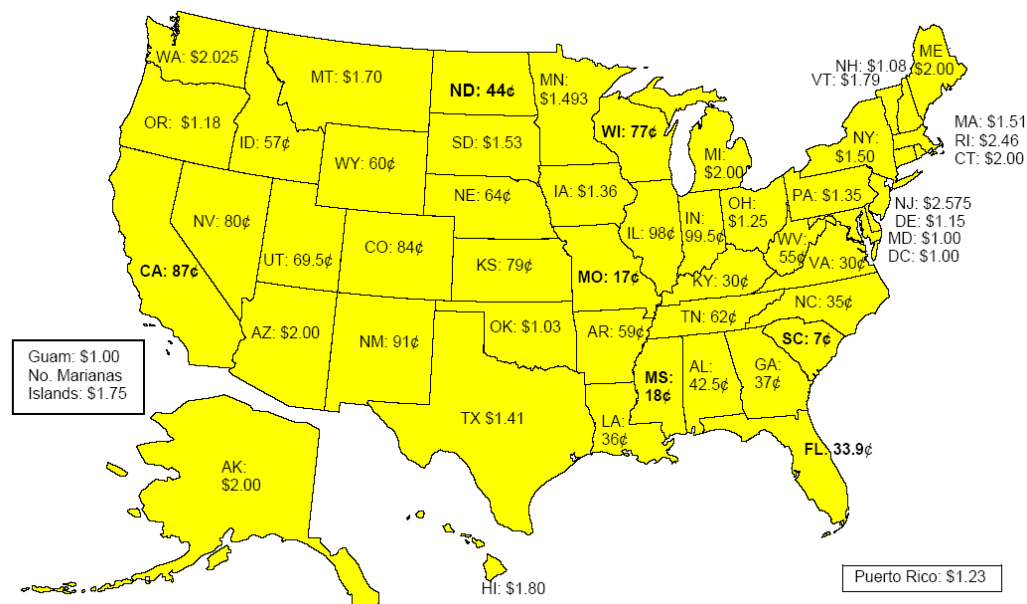 WA: $2.025
MT: $1.70
ND: 44¢
MN:
$1.493
ME
$2.00
NH: $1.08
VT: $1.79
OR: $1.18
ID: 57¢
SD: $1.53
WI: 77¢
MI:
$2.00
NY:
$1.50
MA: $1.51
RI: $2.46
CT: $2.00
WY: 60¢
NE: 64¢
IA: $1.36
PA: $1.35
NJ: $2.575
DE: $1.15
MD: $1.00
DC: $1.00
NV: 80¢
UT: 69.5¢
CO: 84¢
KS: 79¢
IL: 98¢
IN:
99.5¢
OH:
$1.25
WV:
55¢
VA: 30¢
CA: 87¢
MO: 17¢
KY: 30¢
NC: 35¢
AZ: $2.00
NM: 91¢
OK: $1.03
AR: 59¢
TN: 62¢
SC: 7¢
Guam: $1.00
No. Marianas
Islands: $1.75
MS:
18¢
AL:
42.5¢
GA:
37¢
TX $1.41
LA:
36¢
FL: 33.9¢
AK:
$2.00
HI: $1.80
Puerto Rico: $1.23